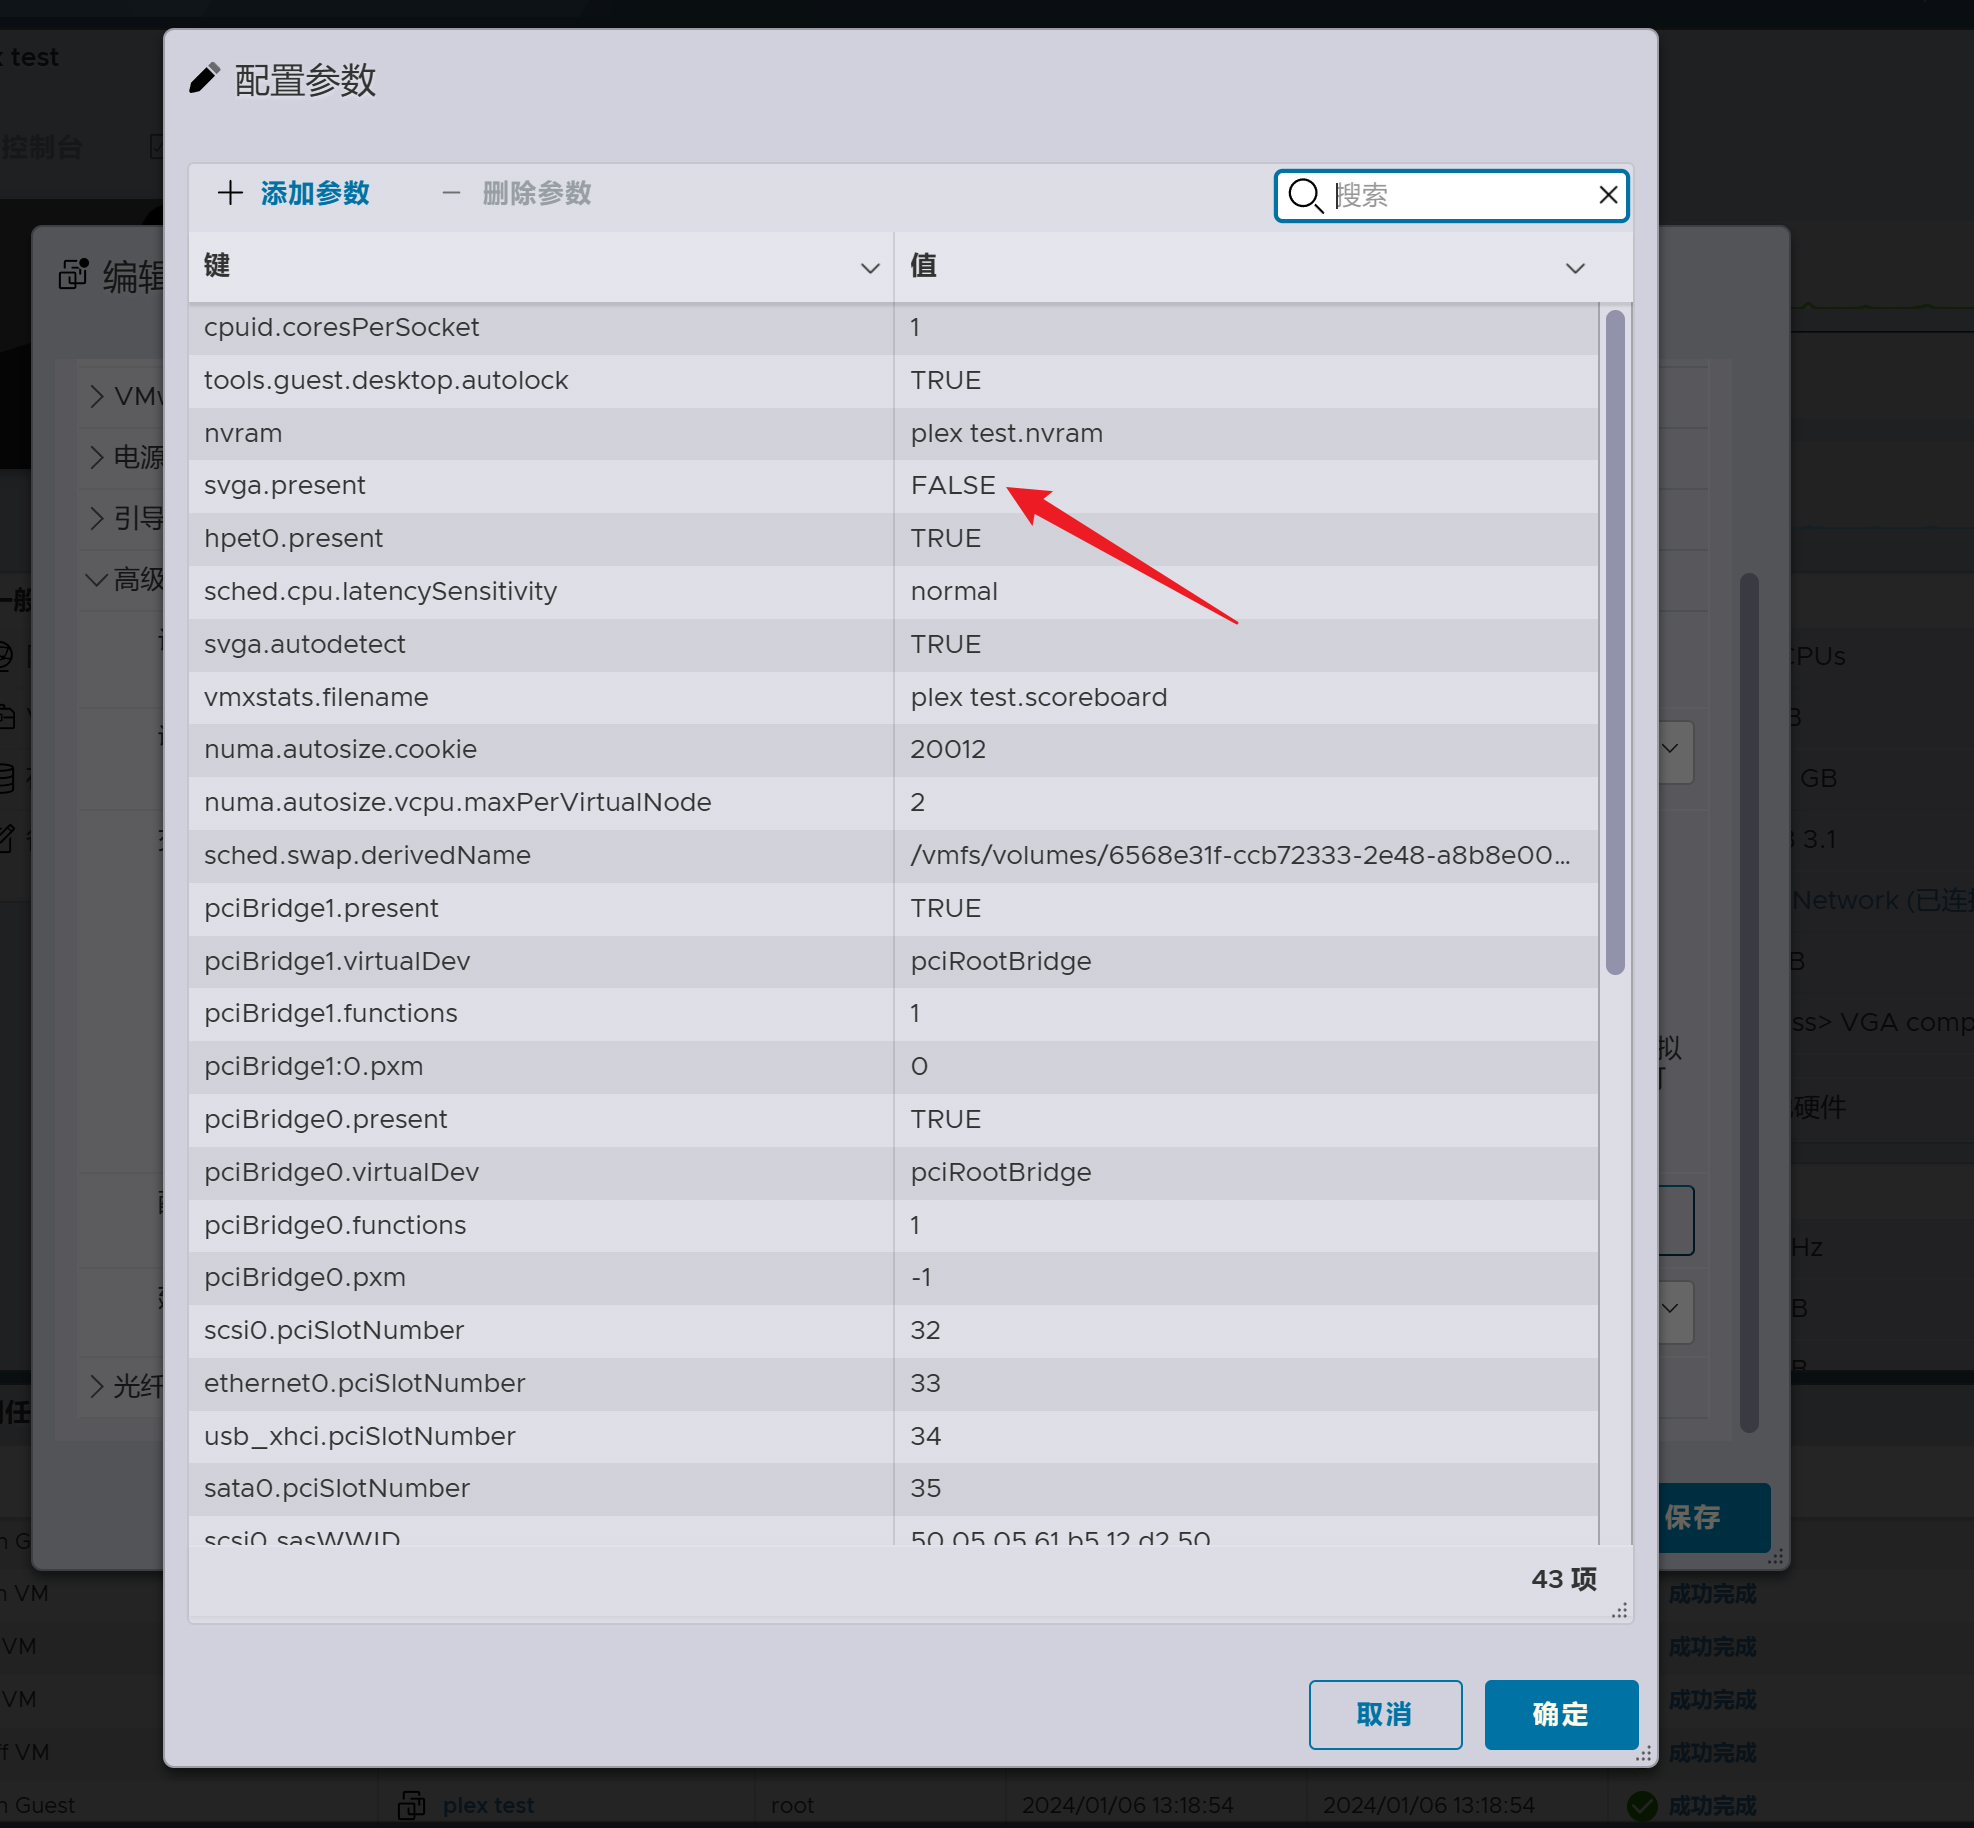 test
控制台
配置参数
添加参数
删除参数
搜索
键
值
cpuid.coresPerSocket 1
tools.guest.desktop.autolock TRUE
nvram plex test.nvram
svga.present FALSE
hpet0.present TRUE
sched.cpu.latencySensitivity normal
svga.autodetect TRUE
vmxstats.filename plex test.scoreboard
numa.autosize.cookie 20012
numa.autosize.vcpu.maxPerVirtualNode 2
sched.swap.derivedName /vmfs/volumes/6568e31f-ccb72333-2e48-a8b8e00...
pciBridge1.present TRUE
pciBridge1.virtualDev pciRootBridge
pciBridge1.functions 1
pciBridge1:0.pxm 0
pciBridge0.present TRUE
pciBridge0.virtualDev pciRootBridge
pciBridge0.functions 1
pciBridge0.pxm -1
scsi0.pciSlotNumber 32
ethernet0.pciSlotNumber 33
usb_xhci.pciSlotNumber 34
sata0.pciSlotNumber 35
scsi0.sasWWID 50 05 05 61 b5 12 d2 50
43 项
取消
确定
编辑
电源
引导
高级
光纤
一般
CPUs
GB
3.1
Network (已连接
ss> VGA comp
硬件
Hz
保存
VM 成功完成
VM 成功完成
VM 成功完成
VM 成功完成
Guest plex test root 2024/01/06 13:18:54 2024/01/06 13:18:54 成功完成